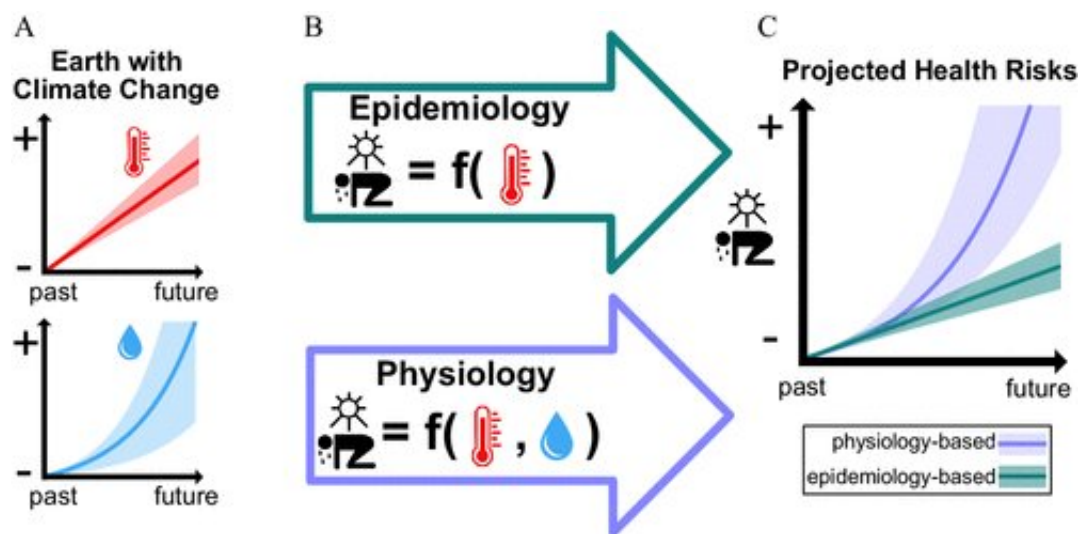 A
Earth with
Climate Change
+
-
past future
+
-
past future
B
Epidemiology
= f( )
Physiology
= f( , )
C
Projected Health Risks
+
-
past future
physiology-based
epidemiology-based